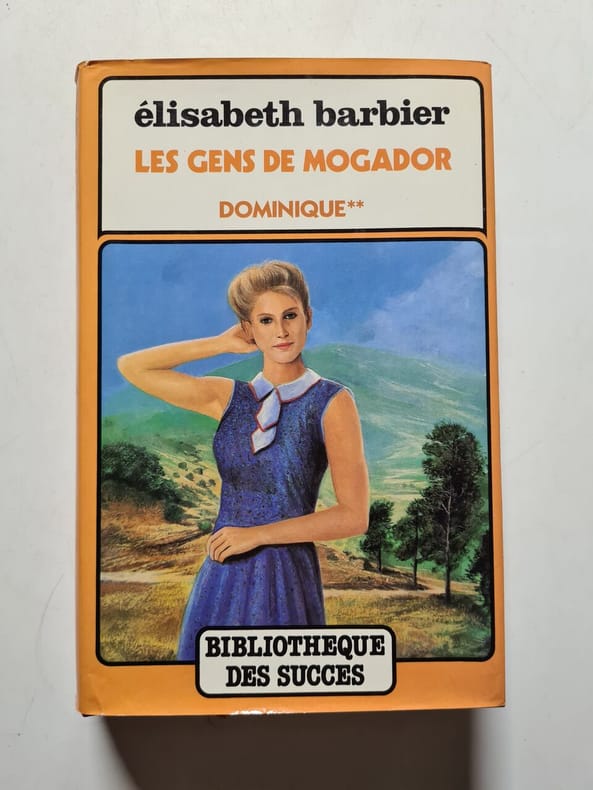 élisabeth barbier
LES GENS DE MOGADOR
DOMINIQUE**
BIBLIOTHEQUE
DES SUCCES